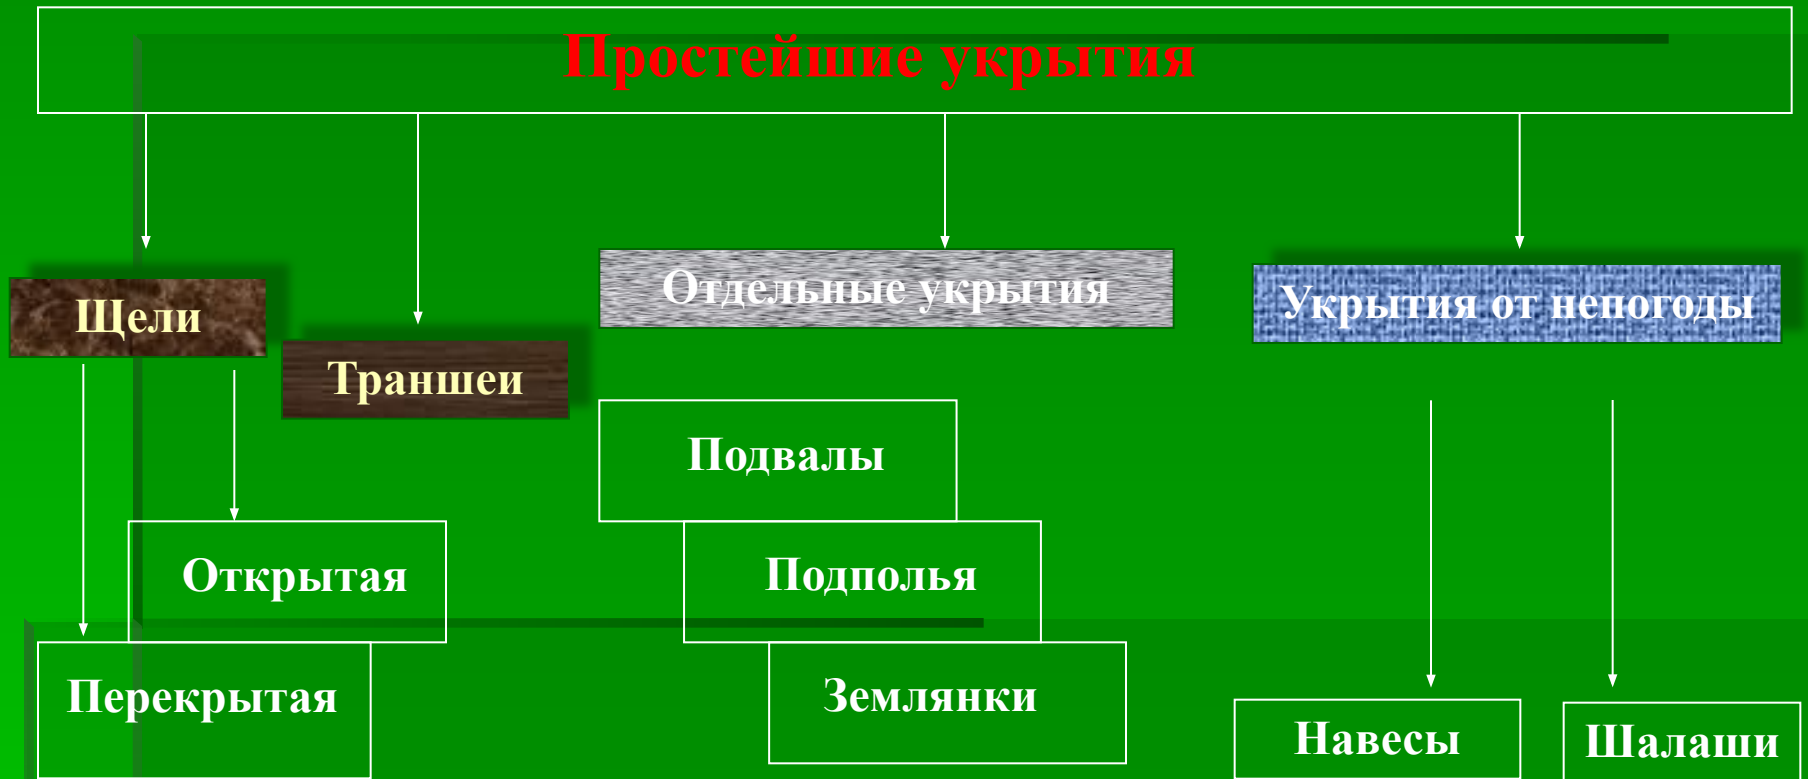 Простейшие укрытия
Щели
Траншеи
Отдельные укрытия
Укрытия от непогоды
Подвалы
Открытая
Подполья
Перекрытая
Землянки
Навесы
Шалаши